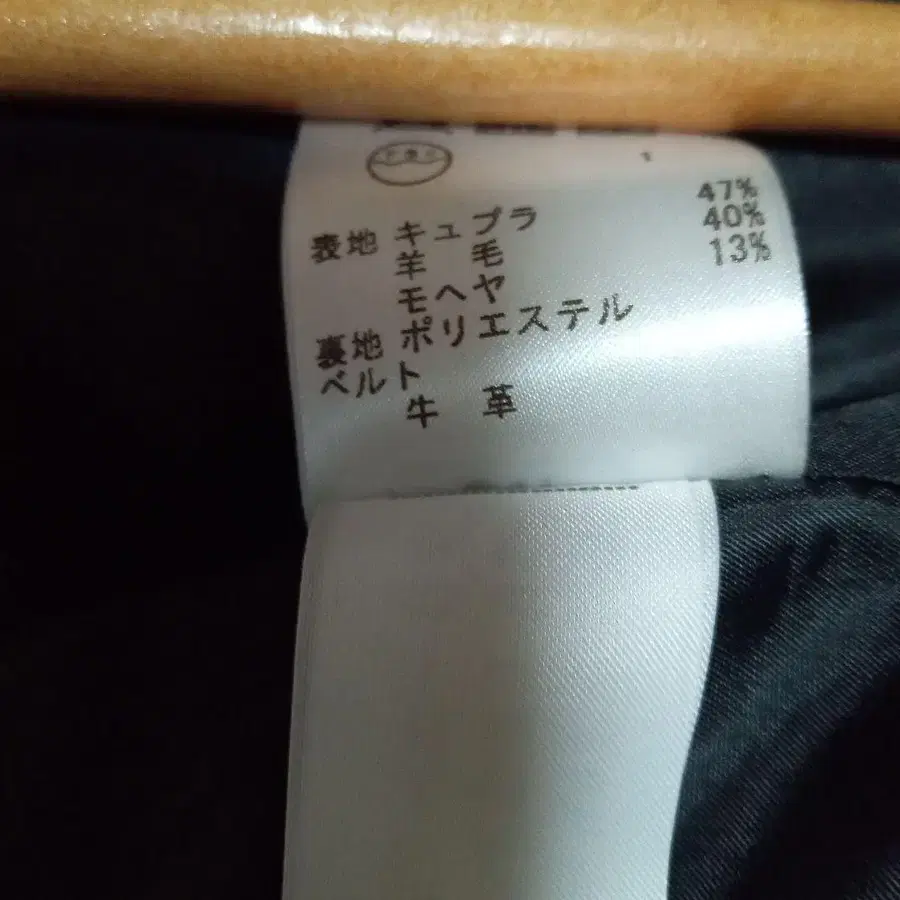 表地 キュプラ 47%
羊 毛 40%
モヘヤ 13%
裏地 ポリエステル
ベルト
牛 革